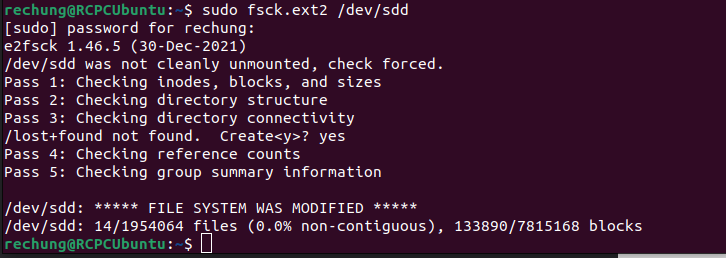 rechung@RCPCUbuntu:~$ sudo fsck.ext2 /dev/sdd
[sudo] password for rechung:
e2fsck 1.46.5 (30-Dec-2021)
/dev/sdd was not cleanly unmounted, check forced.
Pass 1: Checking inodes, blocks, and sizes
Pass 2: Checking directory structure
Pass 3: Checking directory connectivity
/lost+found not found.  Create<y>? yes
Pass 4: Checking reference counts
Pass 5: Checking group summary information

/dev/sdd: ***** FILE SYSTEM WAS MODIFIED *****
/dev/sdd: 14/1954064 files (0.0% non-contiguous), 133890/7815168 blocks
rechung@RCPCUbuntu:~$